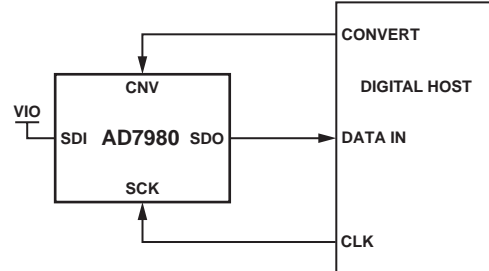 CONVERT
CNV
DIGITAL HOST
VIO
SDI AD7980 SDO
DATA IN
SCK
CLK